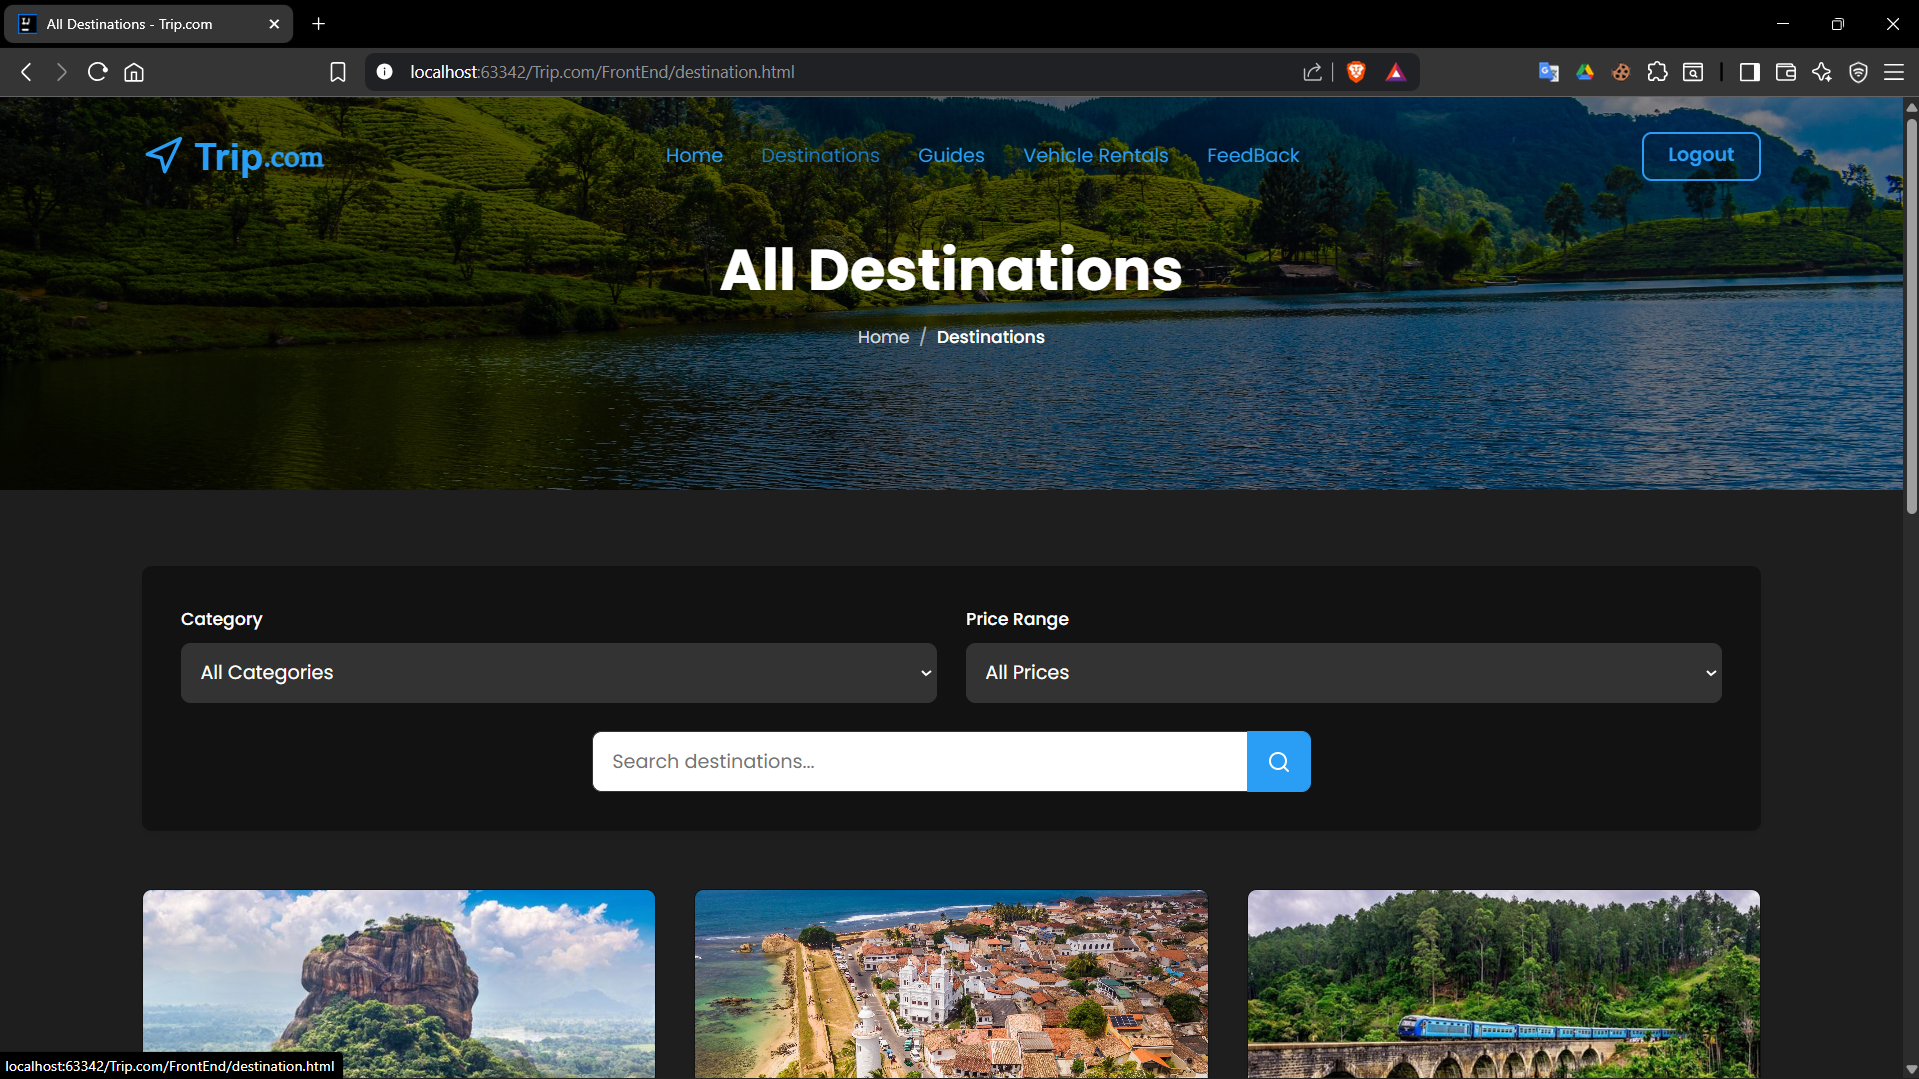 All Destinations - Trip.com
localhost:63342/Trip.com/FrontEnd/destination.html
Trip.com
Home
Destinations
Guides
Vehicle Rentals
FeedBack
Logout
All Destinations
Home / Destinations
Category
Price Range
All Categories
All Prices
Search destinations...
localhost:63342/Trip.com/FrontEnd/destination.html